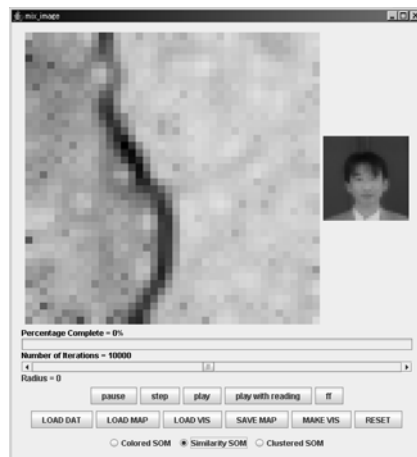 mix_image
Percentage Complete = 0%
Number of Iterations = 10000
Radius = 0
pause step play play with reading ff
LOAD DAT LOAD MAP LOAD VIS SAVE MAP MAKE VIS RESET
Colored SOM Similarity SOM Clustered SOM